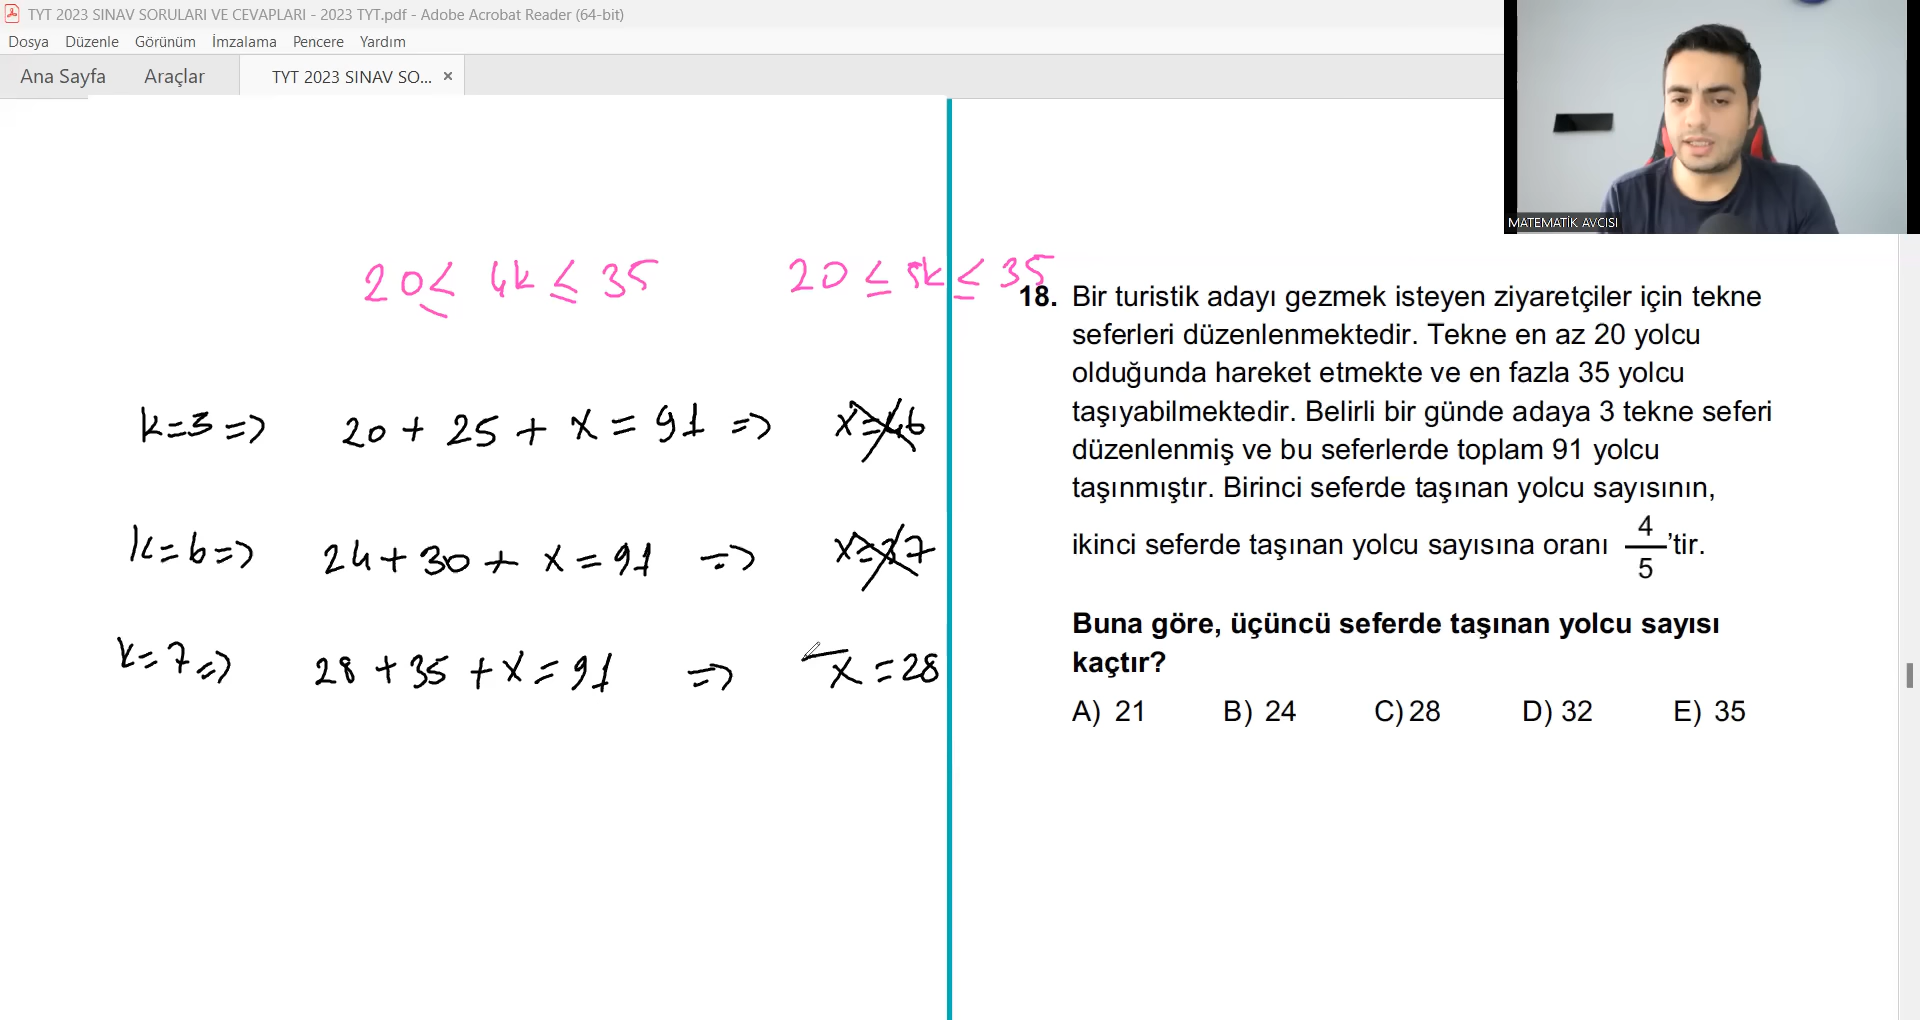 TYT 2023 SINAV SORULARI VE CEVAPLARI - 2023 TYT.pdf - Adobe Acrobat Reader (64-bit)
Dosya Düzenle Görünüm İmzalama Pencere Yardım
Ana Sayfa Araçlar TYT 2023 SINAV SO... ×
MATEMATİK AVCISI
20 ≤ 4k ≤ 35 20 ≤ 5k ≤ 35
k=3 => 20 + 25 + x = 91 => x=46
k=6 => 24+30 + x = 91 => x=37
k=7 => 28 +35 + x = 91 => x = 28
18. Bir turistik adayı gezmek isteyen ziyaretçiler için tekne
seferleri düzenlenmektedir. Tekne en az 20 yolcu
olduğunda hareket etmekte ve en fazla 35 yolcu
taşıyabilmektedir. Belirli bir günde adaya 3 tekne seferi
düzenlenmiş ve bu seferlerde toplam 91 yolcu
taşınmıştır. Birinci seferde taşınan yolcu sayısının,
ikinci seferde taşınan yolcu sayısına oranı 4/5'tir.
Buna göre, üçüncü seferde taşınan yolcu sayısı
kaçtır?
A) 21 B) 24 C) 28 D) 32 E) 35